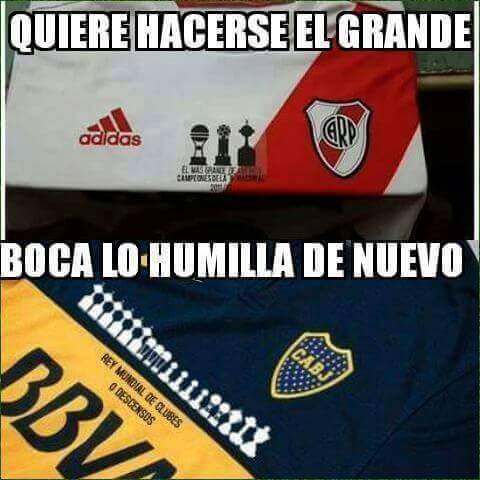 QUIERE HACERSE EL GRANDE
adidas
CARP
EL MAS GRANDE DE
CAMPEONES DE LA B NACIONAL
BOCA LO HUMILLA DE NUEVO
CABJ
REY MUNDIAL DE CLUBES
0 DESCENSOS
BBVA